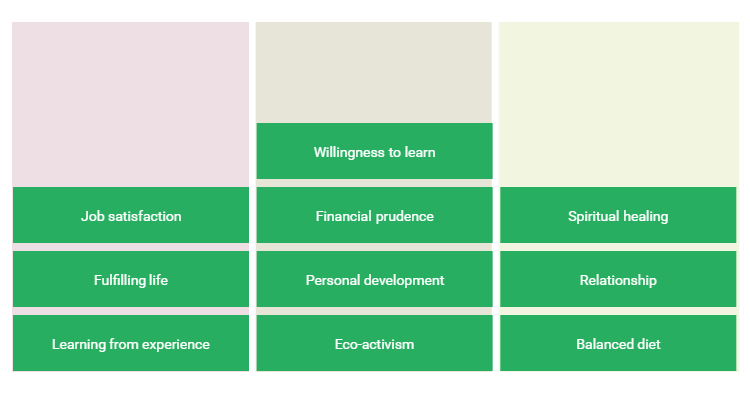 Willingness to learn
Job satisfaction
Financial prudence
Spiritual healing
Fulfilling life
Personal development
Relationship
Learning from experience
Eco-activism
Balanced diet